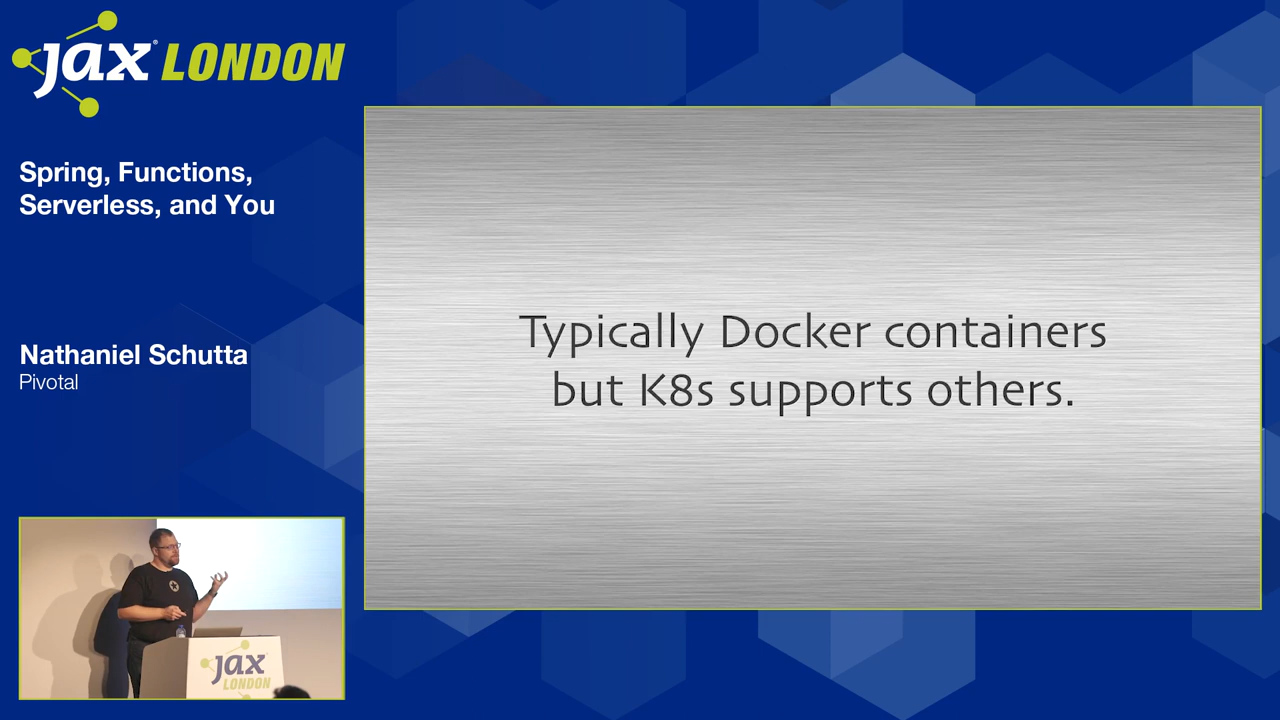 jax® LONDON
Spring, Functions,
Serverless, and You
Nathaniel Schutta
Pivotal
Typically Docker containers
but K8s supports others.
jax
LONDON